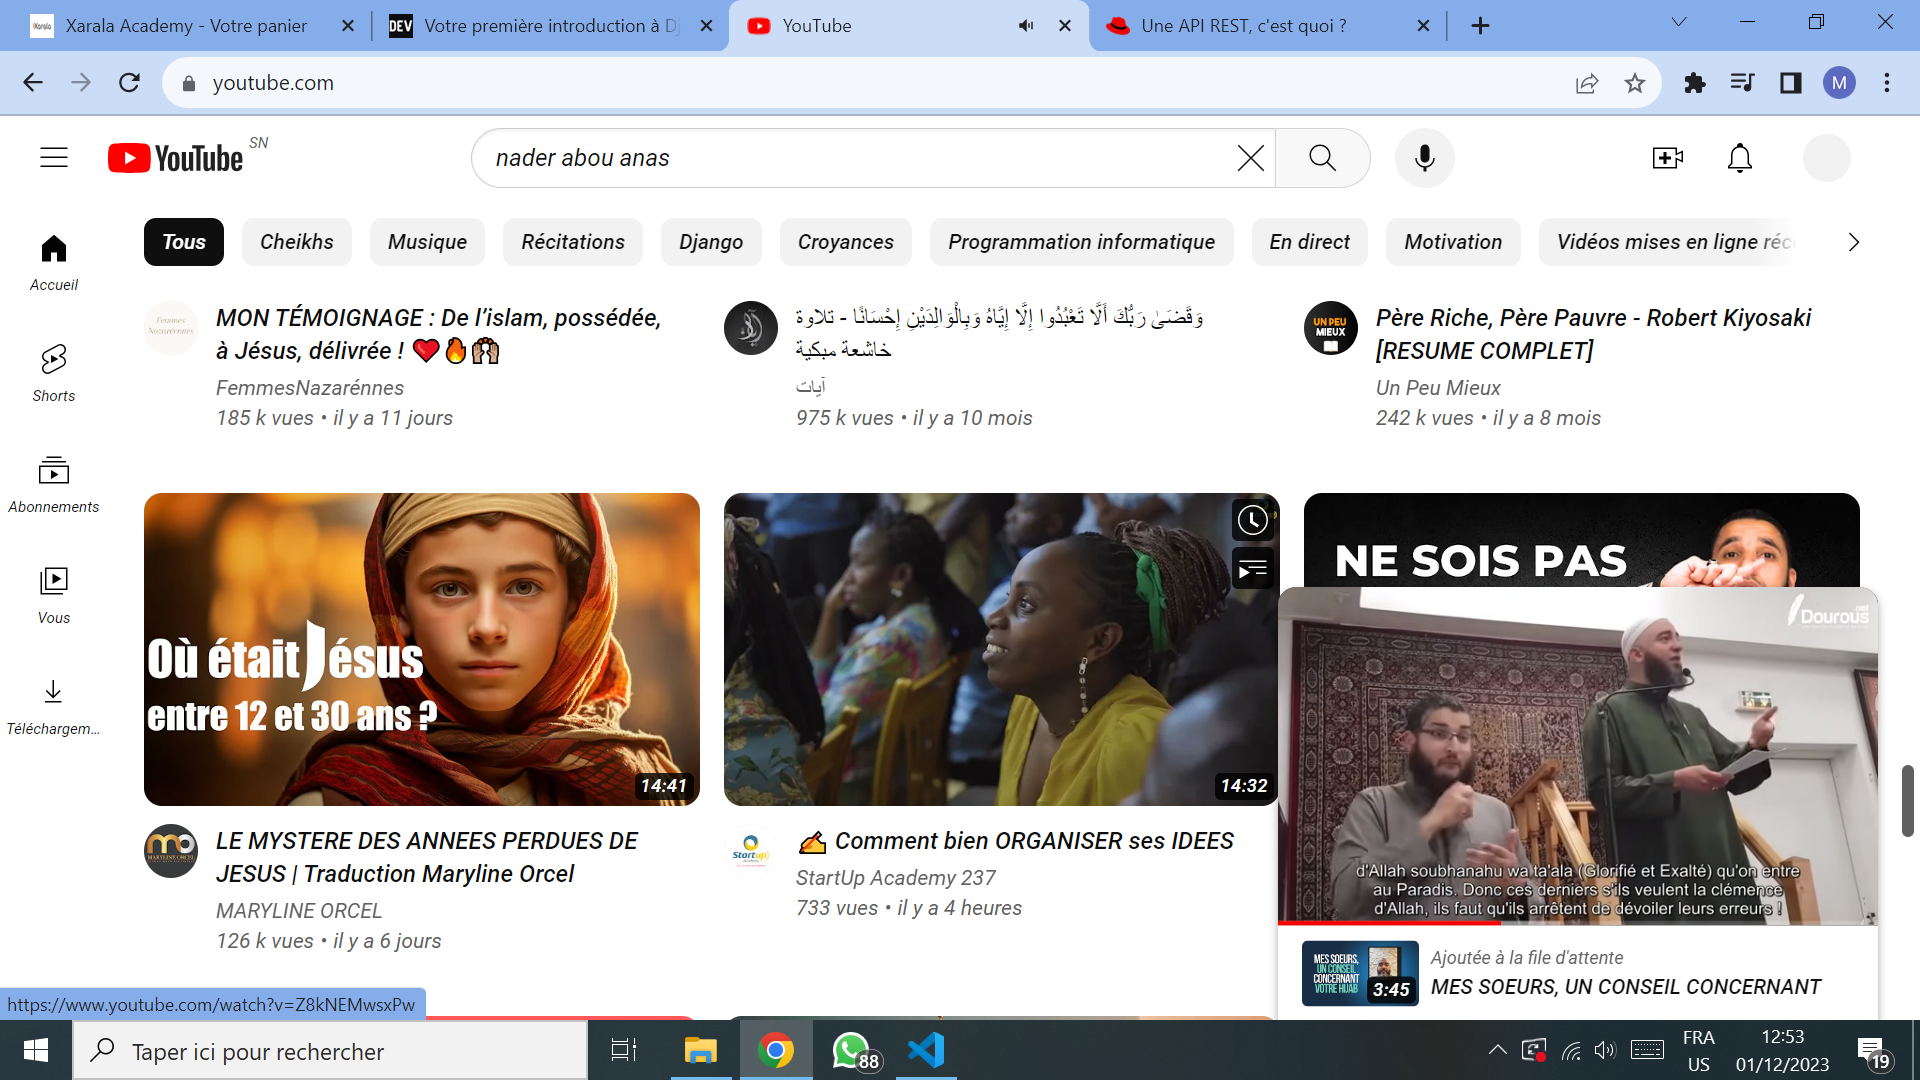 Xarala Academy - Votre panier
DEV
Votre première introduction à Dj
YouTube
Une API REST, c'est quoi ?
youtube.com
M
YouTube SN
nader abou anas
Tous
Cheikhs
Musique
Récitations
Django
Croyances
Programmation informatique
En direct
Motivation
Vidéos mises en ligne réc
Accueil
Shorts
Abonnements
Vous
Téléchargem...
Femmes
Nazaréennes
MON TÉMOIGNAGE : De l’islam, possédée,
à Jésus, délivrée ! ❤️🔥🙌🏼
FemmesNazarénnes
185 k vues • il y a 11 jours
وَقَضَىٰ رَبُّكَ أَلَّا تَعْبُدُوا إِلَّا إِيَّاهُ وَبِالْوَالِدَيْنِ إِحْسَانًا - تلاوة
خاشعة مبكية
آيات
975 k vues • il y a 10 mois
UN PEU
MIEUX
Père Riche, Père Pauvre - Robert Kiyosaki
[RESUME COMPLET]
Un Peu Mieux
242 k vues • il y a 8 mois
Où était Jésus
entre 12 et 30 ans ?
14:41
MARYLINE ORCEL
LE MYSTERE DES ANNEES PERDUES DE
JESUS | Traduction Maryline Orcel
MARYLINE ORCEL
126 k vues • il y a 6 jours
14:32
Startup
✍️ Comment bien ORGANISER ses IDEES
StartUp Academy 237
733 vues • il y a 4 heures
NE SOIS PAS
Dourous.net
d'Allah soubhanahu wa ta'ala (Glorifié et Exalté) qu'on entre
au Paradis. Donc ces derniers s'ils veulent la clémence
d'Allah, ils faut qu'ils arrêtent de dévoiler leurs erreurs !
MES SOEURS,
UN CONSEIL
CONCERNANT
VOTRE HIJAB
3:45
Ajoutée à la file d'attente
MES SOEURS, UN CONSEIL CONCERNANT
https://www.youtube.com/watch?v=Z8kNEMwsxPw
Taper ici pour rechercher
88
FRA
US
12:53
01/12/2023
19